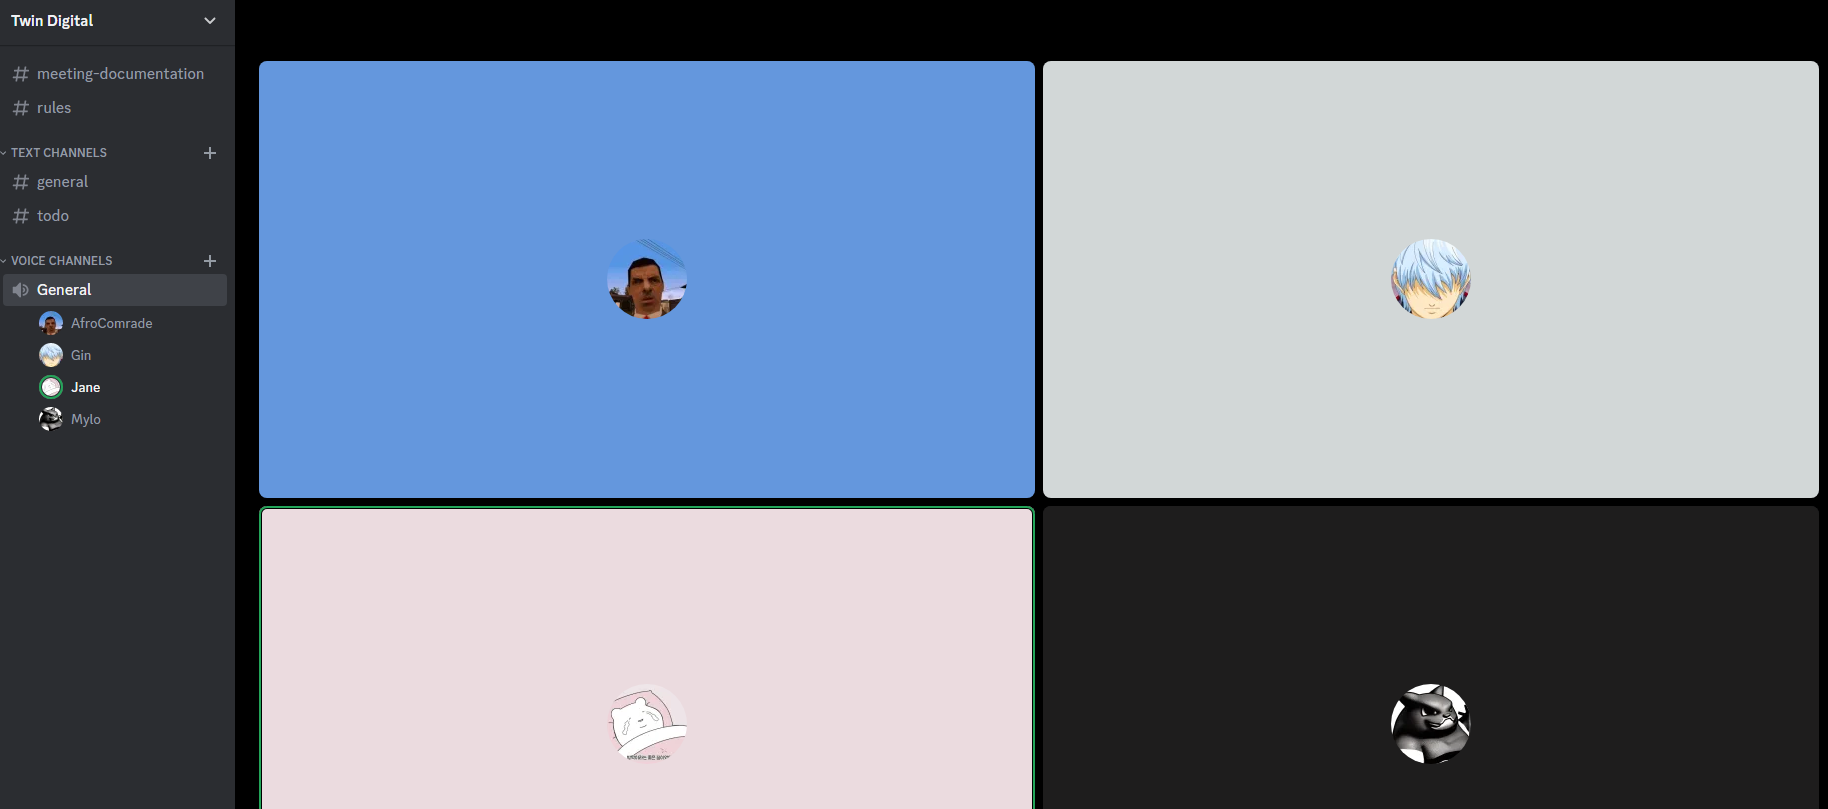 Twin Digital
meeting-documentation
rules
TEXT CHANNELS
general
todo
VOICE CHANNELS
General
AfroComrade
Gin
Jane
Mylo